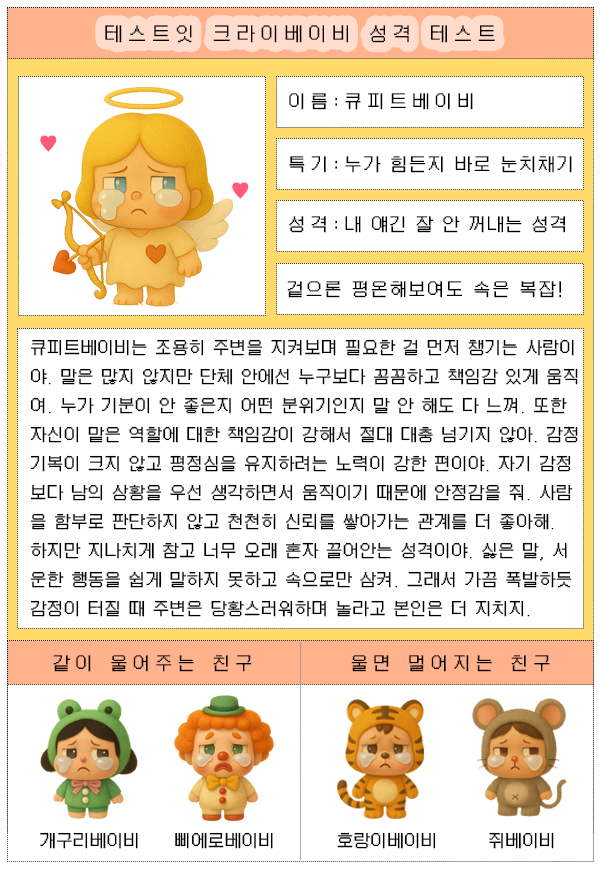 테스트잇 크라이베이비 성격 테스트
이름:큐피트베이비
특기:누가 힘든지 바로 눈치채기
성격:내 얘긴 잘 안 꺼내는 성격
겉으론 평온해보여도 속은 복잡!
큐피트베이비는 조용히 주변을 지켜보며 필요한 걸 먼저 챙기는 사람이
야. 말은 많지 않지만 단체 안에선 누구보다 꼼꼼하고 책임감 있게 움직
여. 누가 기분이 안 좋은지 어떤 분위기인지 말 안 해도 다 느껴. 또한
자신이 맡은 역할에 대한 책임감이 강해서 절대 대충 넘기지 않아. 감정
기복이 크지 않고 평정심을 유지하려는 노력이 강한 편이야. 자기 감정
보다 남의 상황을 우선 생각하면서 움직이기 때문에 안정감을 줘. 사람
을 함부로 판단하지 않고 천천히 신뢰를 쌓아가는 관계를 더 좋아해.
하지만 지나치게 참고 너무 오래 혼자 끌어안는 성격이야. 싫은 말, 서
운한 행동을 쉽게 말하지 못하고 속으로만 삼켜. 그래서 가끔 폭발하듯
감정이 터질 때 주변은 당황스러워하며 놀라고 본인은 더 지치지.
같이 울어주는 친구
울면 멀어지는 친구
개구리베이비
삐에로베이비
호랑이베이비
쥐베이비